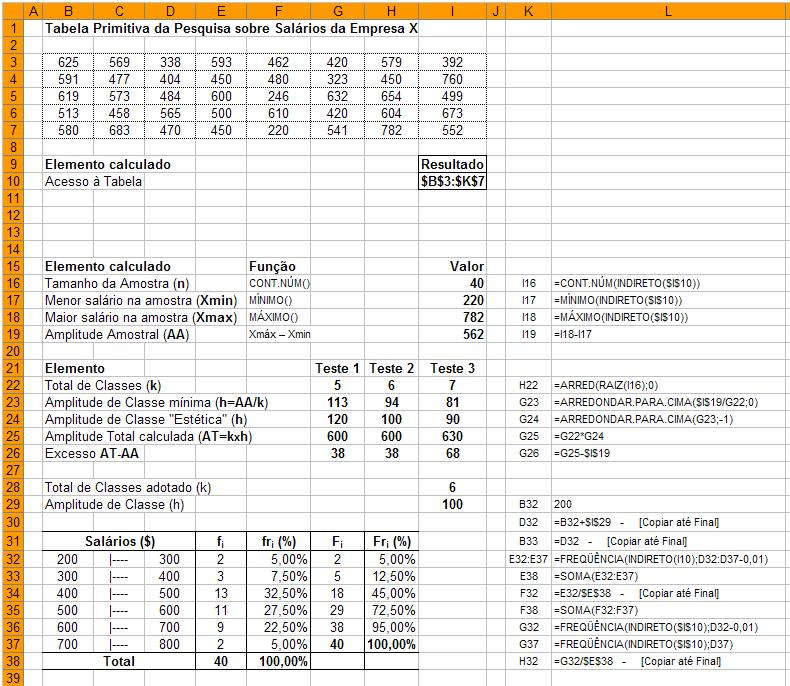 A B C D E F G H I J K L
1 Tabela Primitiva da Pesquisa sobre Salários da Empresa X
2
3 625 569 338 593 462 420 579 392
4 591 477 404 450 480 323 450 760
5 619 573 484 600 246 632 654 499
6 513 458 565 500 610 420 604 673
7 580 683 470 450 220 541 782 552
8
9 Elemento calculado Resultado
10 Acesso à Tabela $B$3:$K$7
11
12
13
14
15 Elemento calculado Função Valor
16 Tamanho da Amostra (n) CONT.NÚM() 40 I16 =CONT.NÚM(INDIRETO($I$10))
17 Menor salário na amostra (Xmin) MÍNIMO() 220 I17 =MÍNIMO(INDIRETO($I$10))
18 Maior salário na amostra (Xmax) MÁXIMO() 782 I18 =MÁXIMO(INDIRETO($I$10))
19 Amplitude Amostral (AA) Xmáx – Xmin 562 I19 =I18-I17
20
21 Elemento Teste 1 Teste 2 Teste 3
22 Total de Classes (k) 5 6 7 H22 =ARRED(RAIZ(I16);0)
23 Amplitude de Classe mínima (h=AA/k) 113 94 81 G23 =ARREDONDAR.PARA.CIMA($I$19/G22;0)
24 Amplitude de Classe "Estética" (h) 120 100 90 G24 =ARREDONDAR.PARA.CIMA(G23;-1)
25 Amplitude Total calculada (AT=kxh) 600 600 630 G25 =G22*G24
26 Excesso AT-AA 38 38 68 G26 =G25-$I$19
27
28 Total de Classes adotado (k) 6
29 Amplitude de Classe (h) 100 B32 200
30 D32 =B32+$I$29 - [Copiar até Final]
31 Salários ($) fi fri (%) Fi Fri (%) B33 =D32 - [Copiar até Final]
32 200 |---- 300 2 5,00% 2 5,00% E32:E37 =FREQÜÊNCIA(INDIRETO(I10);D32:D37-0,01)
33 300 |---- 400 3 7,50% 5 12,50% E38 =SOMA(E32:E37)
34 400 |---- 500 13 32,50% 18 45,00% F32 =E32/$E$38 - [Copiar até Final]
35 500 |---- 600 11 27,50% 29 72,50% F38 =SOMA(F32:F37)
36 600 |---- 700 9 22,50% 38 95,00% G32 =FREQÜÊNCIA(INDIRETO($I$10);D32-0,01)
37 700 |---- 800 2 5,00% 40 100,00% G37 =FREQÜÊNCIA(INDIRETO($I$10);D37)
38 Total 40 100,00% H32 =G32/$E$38 - [Copiar até Final]
39